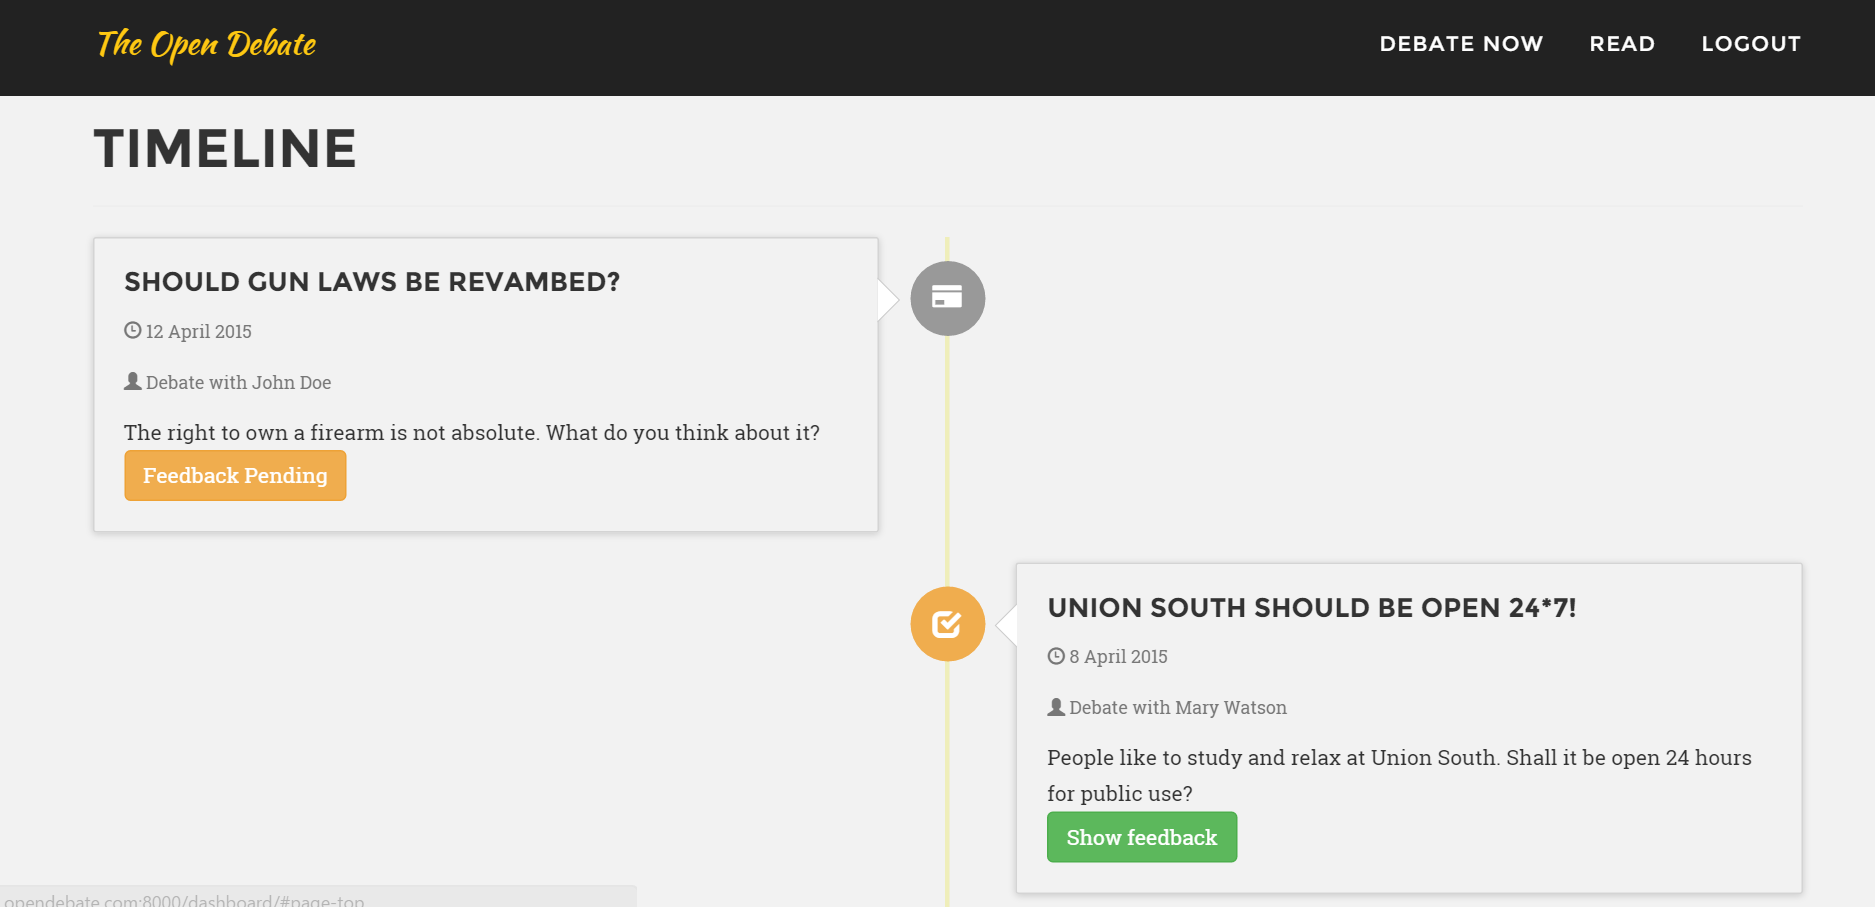 The Open Debate
DEBATE NOW READ LOGOUT
TIMELINE
SHOULD GUN LAWS BE REVAMBED?
12 April 2015
Debate with John Doe
The right to own a firearm is not absolute. What do you think about it?
Feedback Pending
UNION SOUTH SHOULD BE OPEN 24*7!
8 April 2015
Debate with Mary Watson
People like to study and relax at Union South. Shall it be open 24 hours
for public use?
Show feedback
opendebate.com:8000/dashboard/#page-top